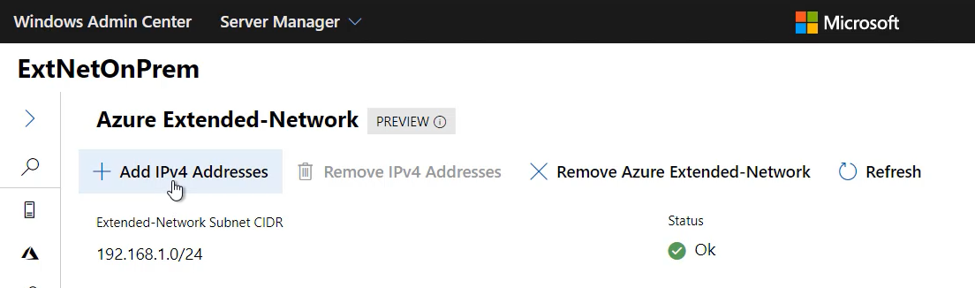 Windows Admin Center Server Manager Microsoft
ExtNetOnPrem
Azure Extended-Network PREVIEW
Add IPv4 Addresses Remove IPv4 Addresses Remove Azure Extended-Network Refresh
Extended-Network Subnet CIDR Status
192.168.1.0/24 Ok